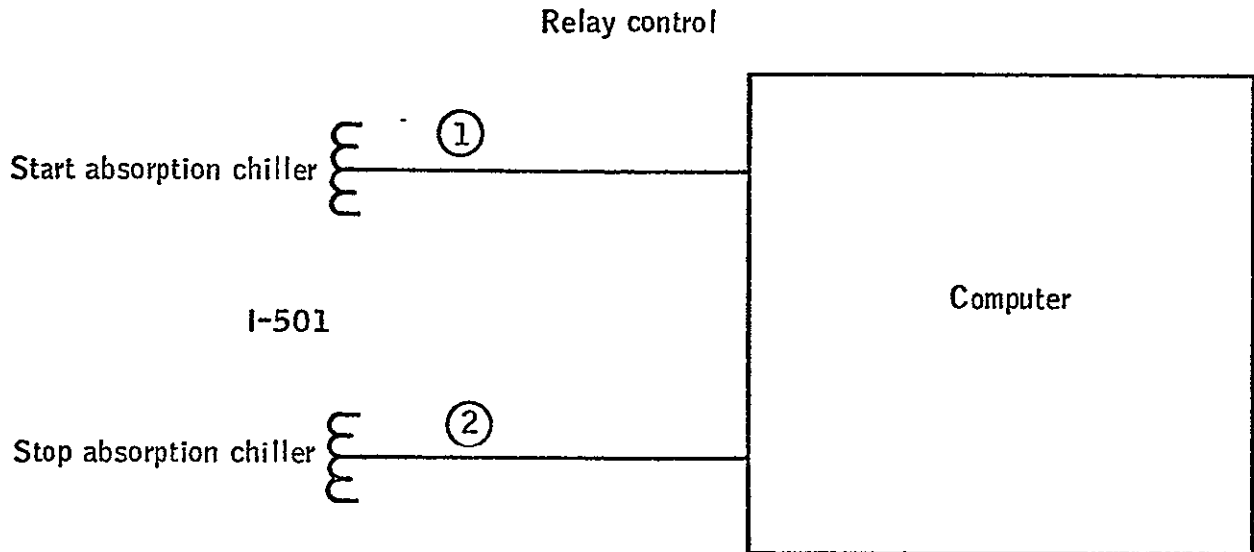 Relay control
①
Start absorption chiller
Computer
I-501
②
Stop absorption chiller